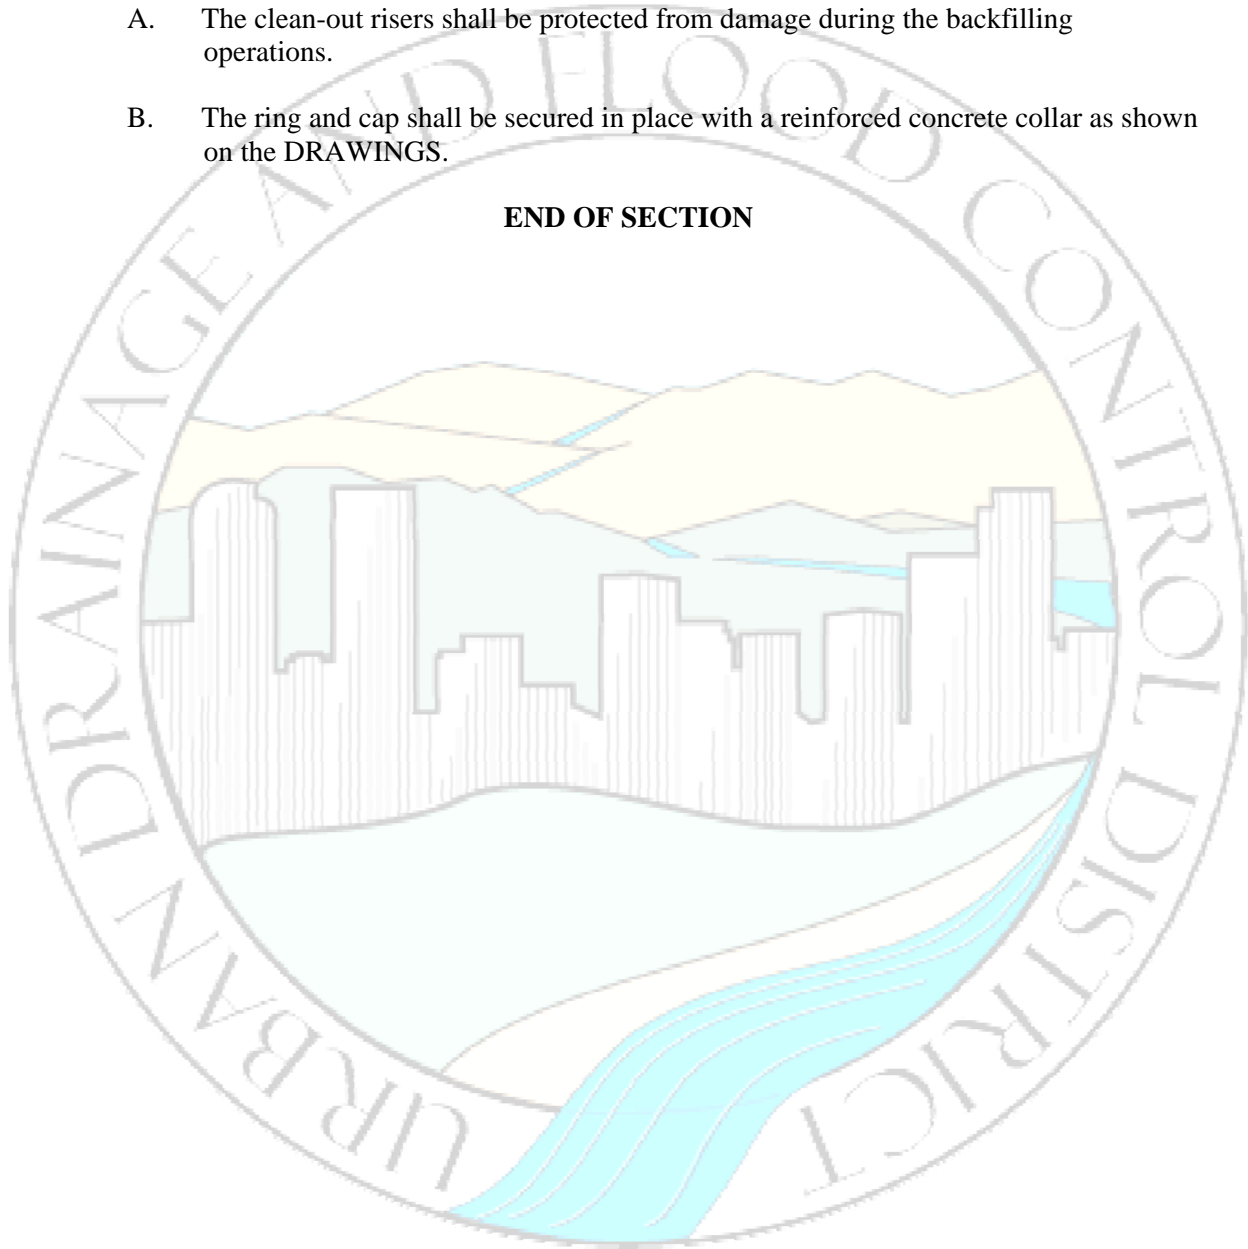 A. The clean-out risers shall be protected from damage during the backfilling
operations.
B. The ring and cap shall be secured in place with a reinforced concrete collar as shown
on the DRAWINGS.
END OF SECTION
URBAN DRAINAGE AND FLOOD CONTROL DISTRICT